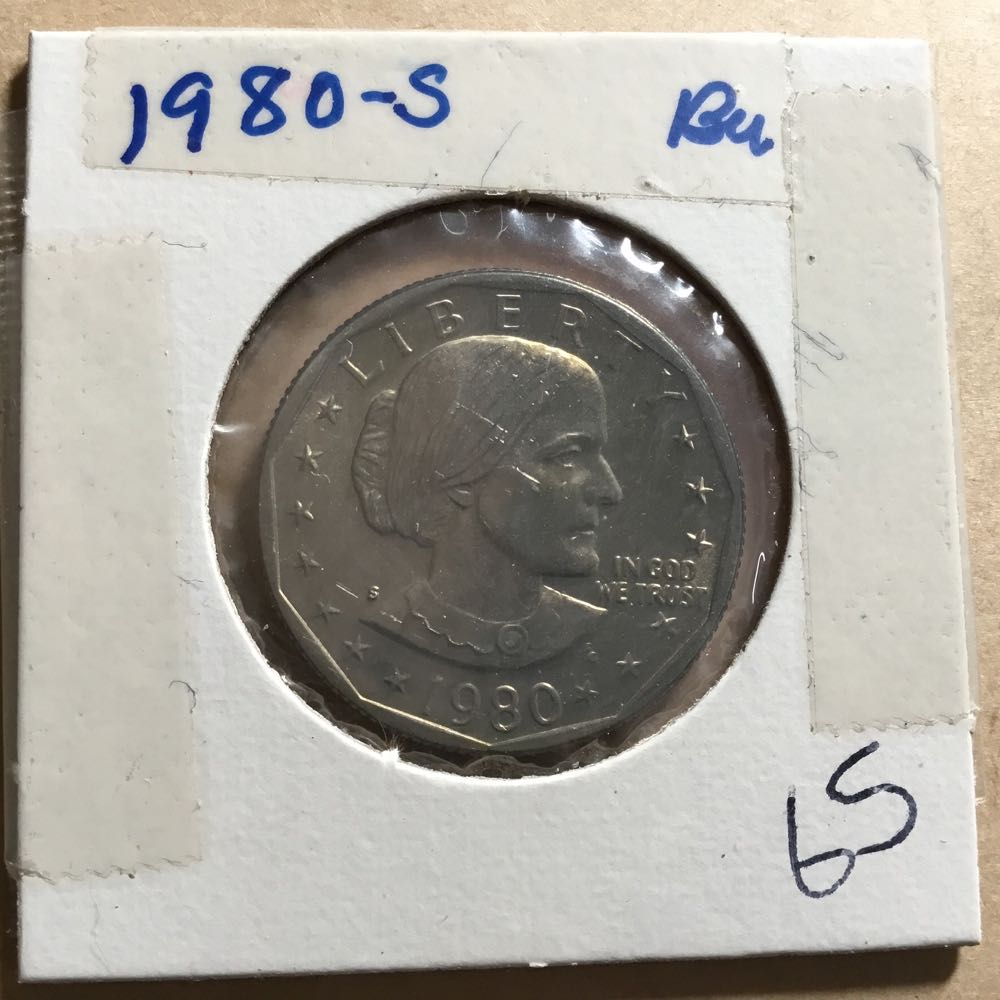 1980-S Bu
LIBERTY
S
IN GOD
WE TRUST
1980
65